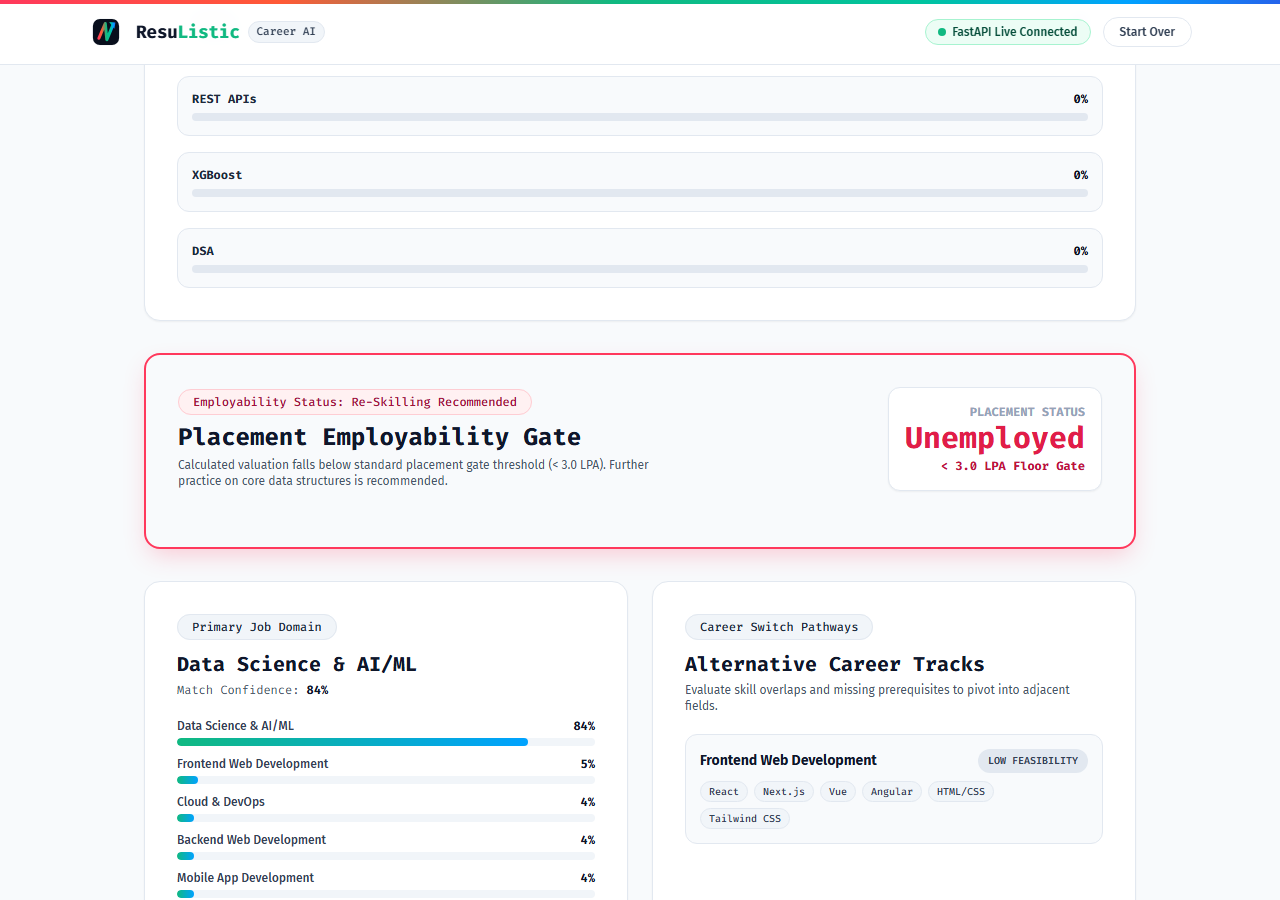 ResuListic Career AI FastAPI Live Connected Start Over
REST APIs 0%
XGBoost 0%
DSA 0%
Employability Status: Re-Skilling Recommended
Placement Employability Gate
Calculated valuation falls below standard placement gate threshold (< 3.0 LPA). Further
practice on core data structures is recommended.
PLACEMENT STATUS
Unemployed
< 3.0 LPA Floor Gate
Primary Job Domain
Data Science & AI/ML
Match Confidence: 84%
Data Science & AI/ML 84%
Frontend Web Development 5%
Cloud & DevOps 4%
Backend Web Development 4%
Mobile App Development 4%
Career Switch Pathways
Alternative Career Tracks
Evaluate skill overlaps and missing prerequisites to pivot into adjacent
fields.
Frontend Web Development LOW FEASIBILITY
React Next.js Vue Angular HTML/CSS
Tailwind CSS